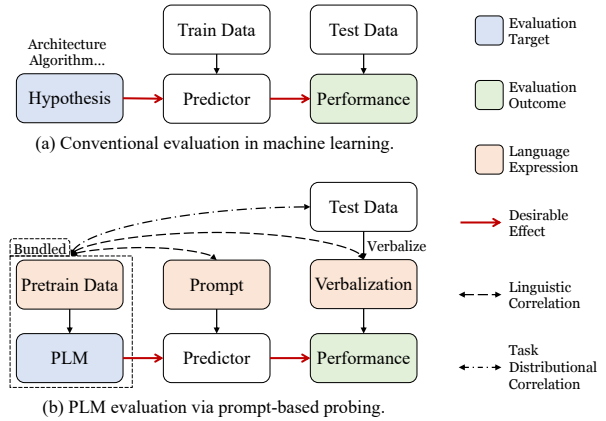 Architecture
Algorithm...
Train Data
Test Data
Hypothesis
Predictor
Performance
(a) Conventional evaluation in machine learning.
Test Data
Bundled
Verbalize
Pretrain Data
Prompt
Verbalization
PLM
Predictor
Performance
(b) PLM evaluation via prompt-based probing.
Evaluation
Target
Evaluation
Outcome
Language
Expression
Desirable
Effect
Linguistic
Correlation
Task
Distributional
Correlation